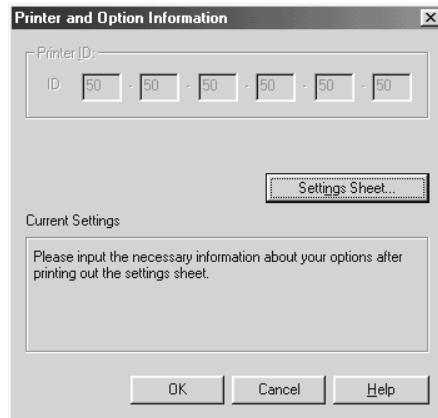 Printer and Option Information
Printer ID:
ID 50 - 50 - 50 - 50 - 50 - 50
Settings Sheet...
Current Settings
Please input the necessary information about your options after
printing out the settings sheet.
OK Cancel Help